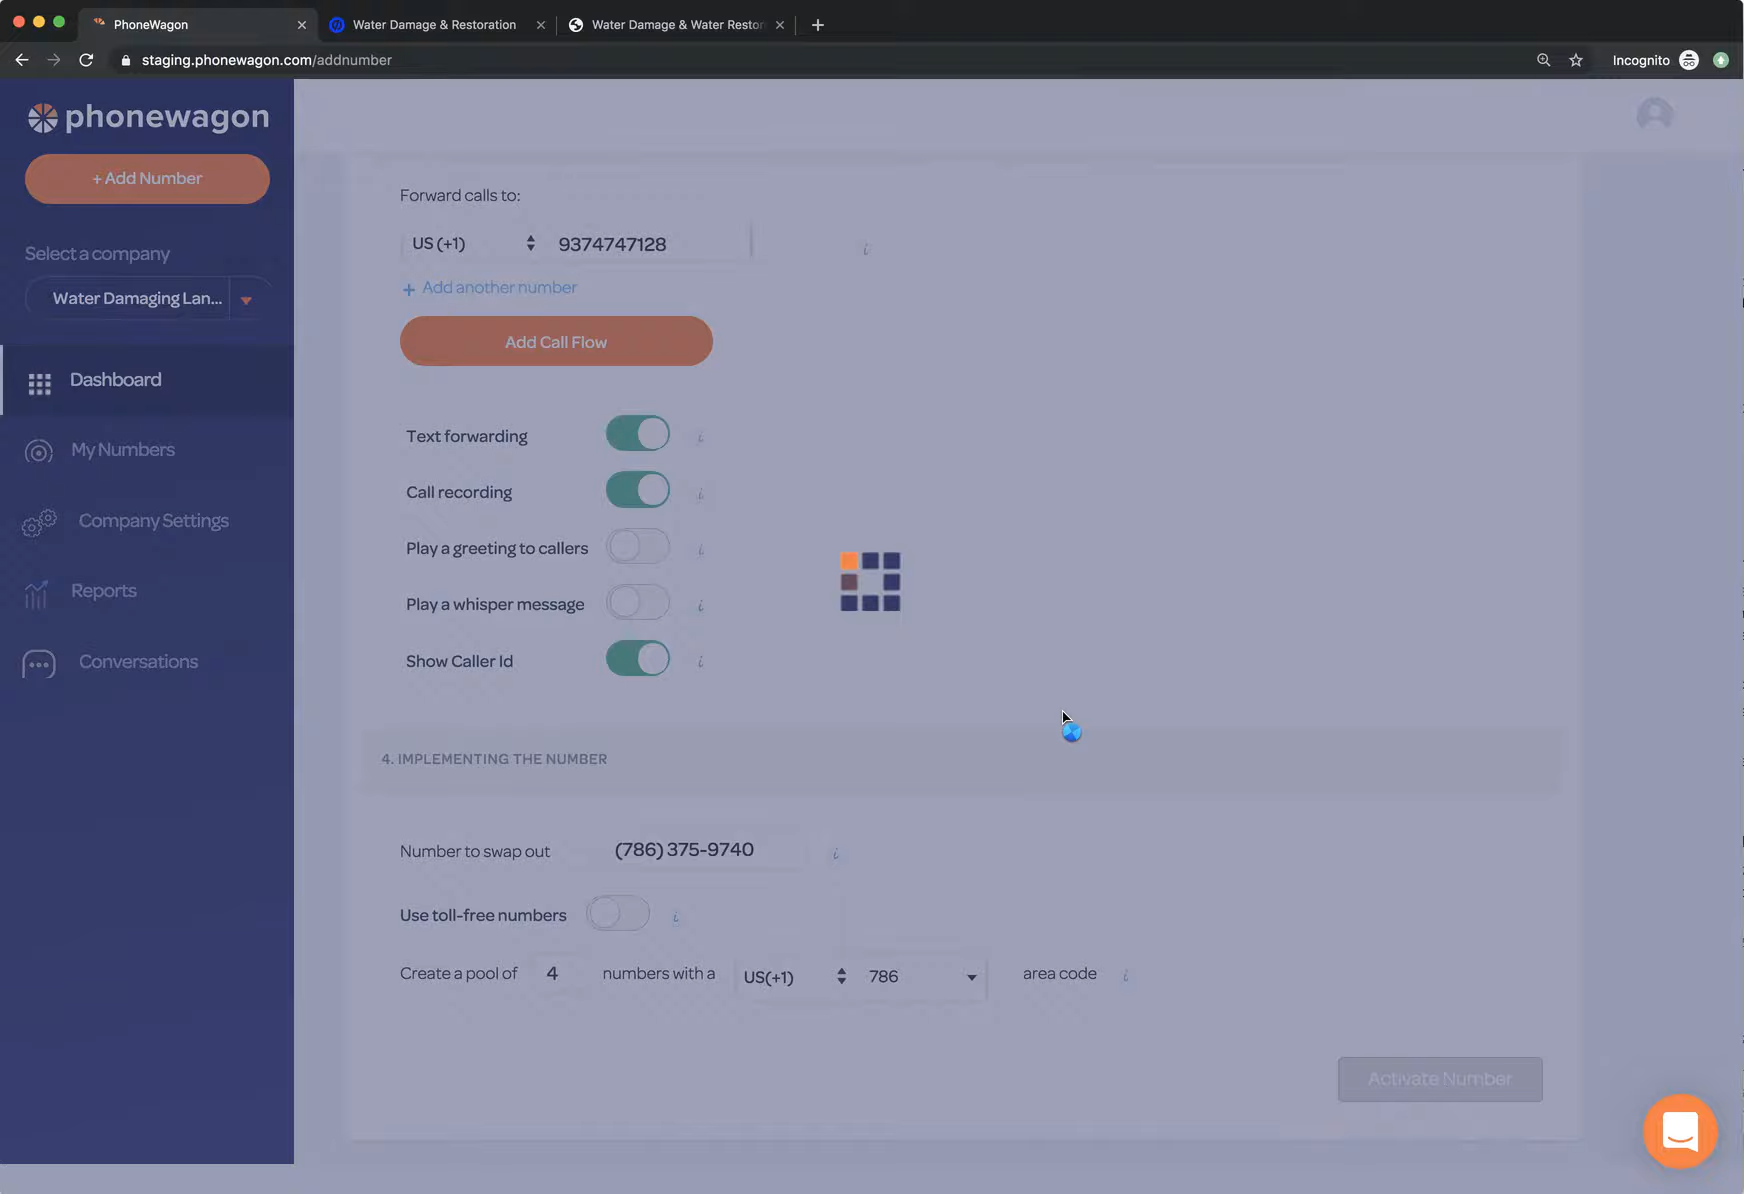 PhoneWagon
Water Damage & Restoration
Water Damage & Water Restor
staging.phonewagon.com/addnumber
Incognito
phonewagon
+ Add Number
Select a company
Water Damaging Lan...
Dashboard
My Numbers
Company Settings
Reports
Conversations
Forward calls to:
US (+1) 9374747128 i
+ Add another number
Add Call Flow
Text forwarding i
Call recording i
Play a greeting to callers i
Play a whisper message i
Show Caller Id i
4. IMPLEMENTING THE NUMBER
Number to swap out (786) 375-9740 i
Use toll-free numbers i
Create a pool of 4 numbers with a US(+1) 786 area code i
Activate Number